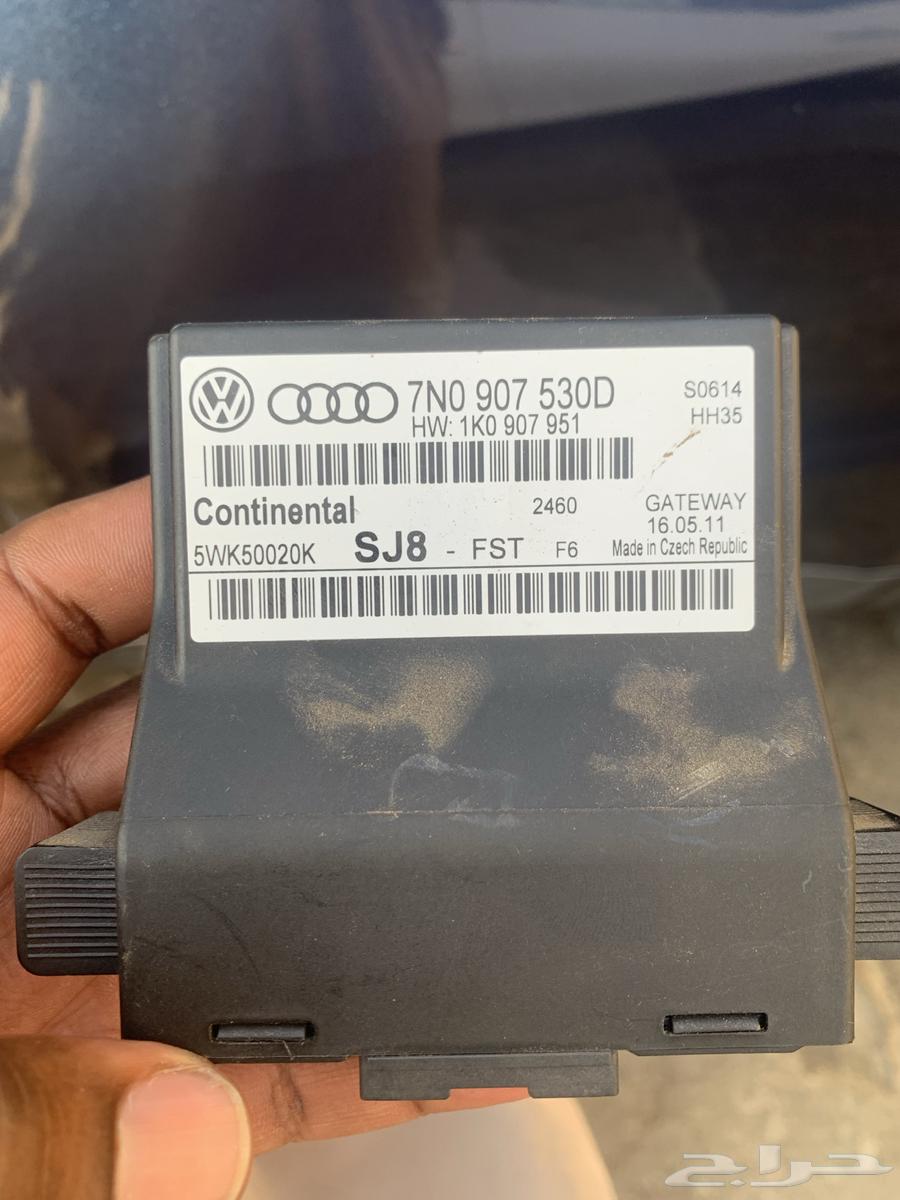 7N0 907 530D
HW: 1K0 907 951
S0614
HH35
Continental
2460
GATEWAY
16.05.11
5WK50020K SJ8 - FST F6 Made in Czech Republic
حراج